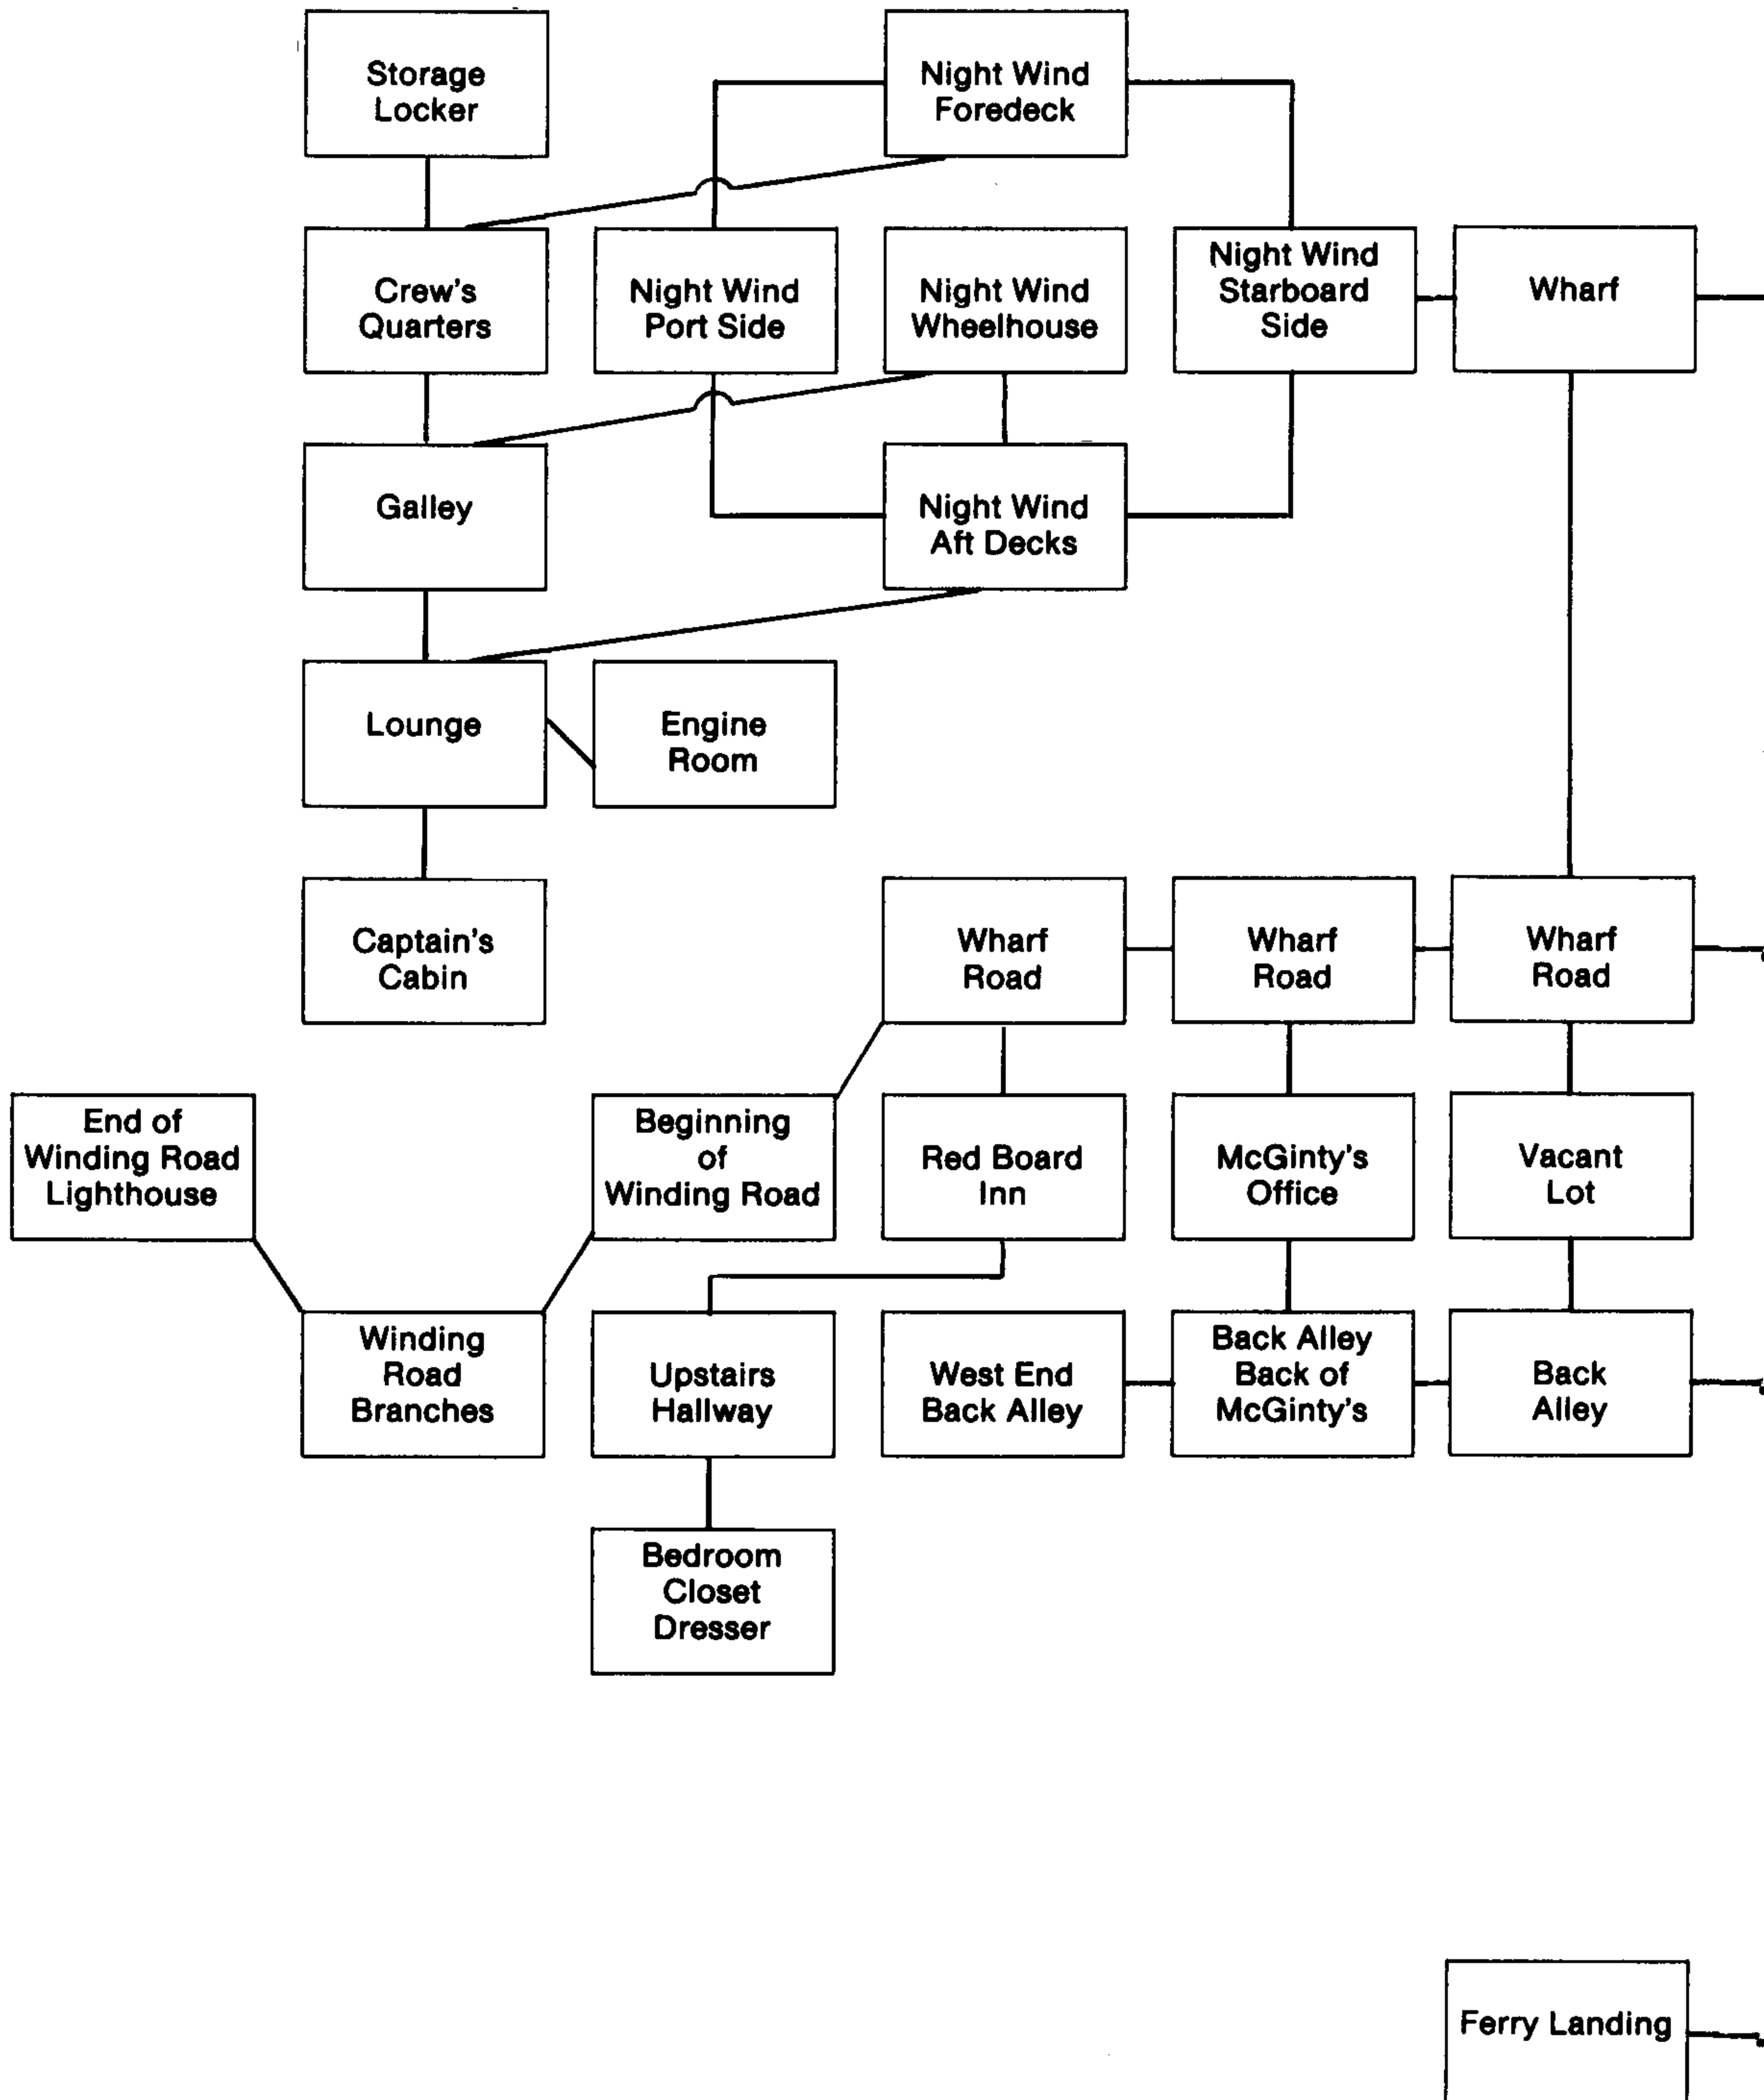 Storage
Locker
Night Wind
Foredeck
Crew's
Quarters
Night Wind
Port Side
Night Wind
Wheelhouse
Night Wind
Starboard
Side
Wharf
Galley
Night Wind
Aft Decks
Lounge
Engine
Room
Captain's
Cabin
Wharf
Road
Wharf
Road
Wharf
Road
End of
Winding Road
Lighthouse
Beginning
of
Winding Road
Red Board
Inn
McGinty's
Office
Vacant
Lot
Winding
Road
Branches
Upstairs
Hallway
West End
Back Alley
Back Alley
Back of
McGinty's
Back
Alley
Bedroom
Closet
Dresser
Ferry Landing